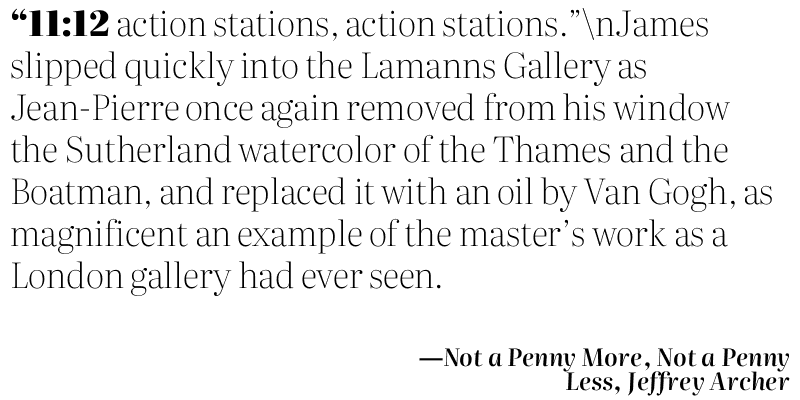 “11:12 action stations, action stations.”\nJames
slipped quickly into the Lamanns Gallery as
Jean-Pierre once again removed from his window
the Sutherland watercolor of the Thames and the
Boatman, and replaced it with an oil by Van Gogh, as
magnificent an example of the master’s work as a
London gallery had ever seen.
—Not a Penny More, Not a Penny
Less, Jeffrey Archer